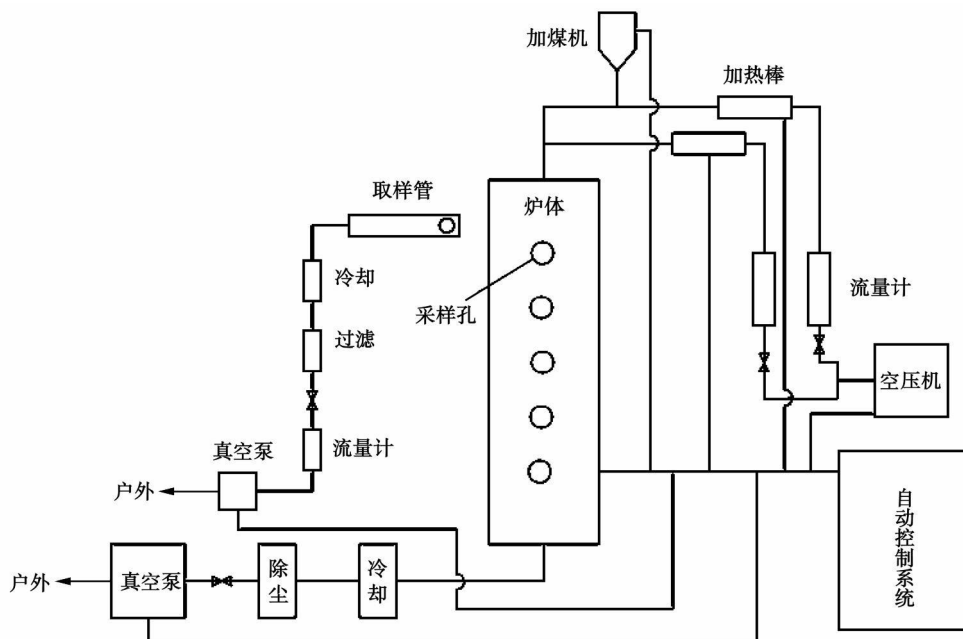 加煤机
加热棒
取样管
炉体
冷却
采样孔
流量计
过滤
空压机
真空泵
流量计
户外
自动控制系统
户外
真空泵
除尘
冷却